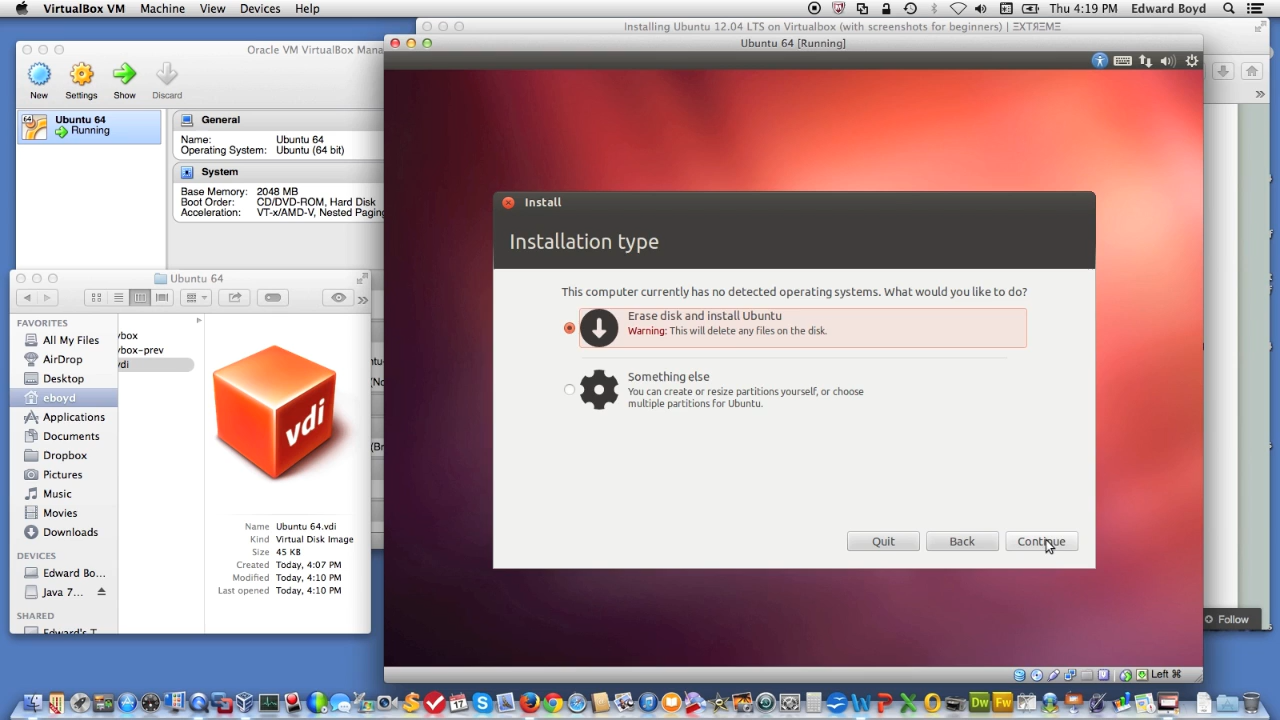 VirtualBox VM Machine View Devices Help
Thu 4:19 PM Edward Boyd
Installing Ubuntu 12.04 LTS on Virtualbox (with screenshots for beginners) | ΞXTЯΞMΞ
Oracle VM VirtualBox Mana
New Settings Show Discard
Ubuntu 64
Running
General
Name: Ubuntu 64
Operating System: Ubuntu (64 bit)
System
Base Memory: 2048 MB
Boot Order: CD/DVD-ROM, Hard Disk
Acceleration: VT-x/AMD-V, Nested Paging
Ubuntu 64
FAVORITES
All My Files
AirDrop
Desktop
eboyd
Applications
Documents
Dropbox
Pictures
Music
Movies
Downloads
DEVICES
Edward Bo...
Java 7...
SHARED
Edward's T
ybox
ybox-prev
vdi
vdi
Name Ubuntu 64.vdi
Kind Virtual Disk Image
Size 45 KB
Created Today, 4:07 PM
Modified Today, 4:10 PM
Last opened Today, 4:10 PM
Ubuntu 64 [Running]
Install
Installation type
This computer currently has no detected operating systems. What would you like to do?
Erase disk and install Ubuntu
Warning: This will delete any files on the disk.
Something else
You can create or resize partitions yourself, or choose
multiple partitions for Ubuntu.
Quit Back Continue
Left ⌘
Follow